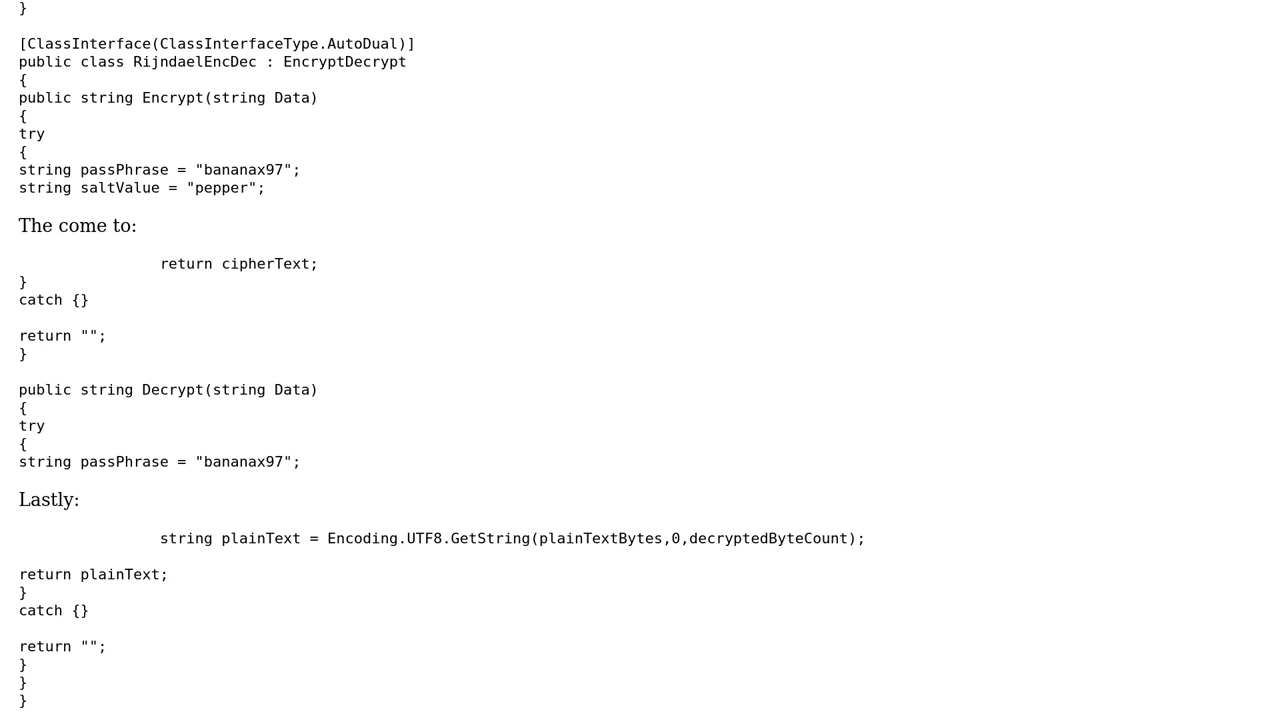 }
[ClassInterface(ClassInterfaceType.AutoDual)]
public class RijndaelEncDec : EncryptDecrypt
{
public string Encrypt(string Data)
{
try
{
string passPhrase = "bananax97";
string saltValue = "pepper";
The come to:
return cipherText;
}
catch {}
return "";
}
public string Decrypt(string Data)
{
try
{
string passPhrase = "bananax97";
Lastly:
string plainText = Encoding.UTF8.GetString(plainTextBytes,0,decryptedByteCount);
return plainText;
}
catch {}
return "";
}
}
}